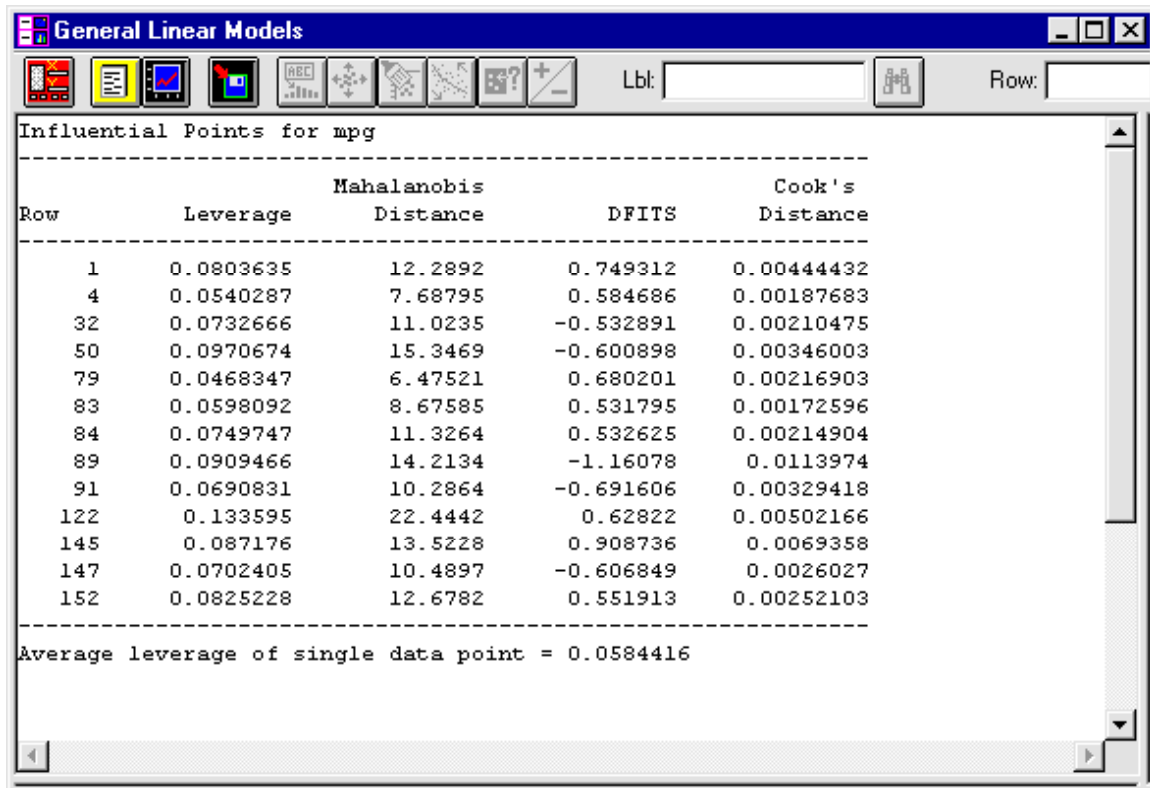 General Linear Models
ABC Lbl: Row:
Influential Points for mpg
--------------------------------------------------------------
Mahalanobis Cook's
Row Leverage Distance DFITS Distance
--------------------------------------------------------------
1 0.0803635 12.2892 0.749312 0.00444432
4 0.0540287 7.68795 0.584686 0.00187683
32 0.0732666 11.0235 -0.532891 0.00210475
50 0.0970674 15.3469 -0.600898 0.00346003
79 0.0468347 6.47521 0.680201 0.00216903
83 0.0598092 8.67585 0.531795 0.00172596
84 0.0749747 11.3264 0.532625 0.00214904
89 0.0909466 14.2134 -1.16078 0.0113974
91 0.0690831 10.2864 -0.691606 0.00329418
122 0.133595 22.4442 0.62822 0.00502166
145 0.087176 13.5228 0.908736 0.0069358
147 0.0702405 10.4897 -0.606849 0.0026027
152 0.0825228 12.6782 0.551913 0.00252103
--------------------------------------------------------------
Average leverage of single data point = 0.0584416